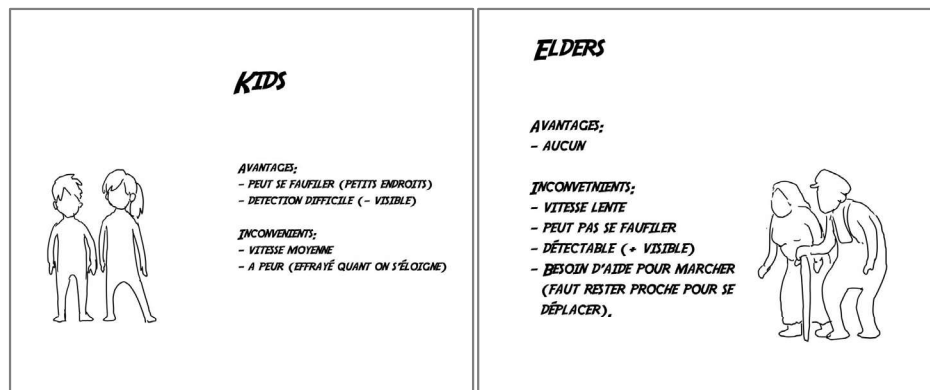 KIDS
AVANTAGES:
- PEUT SE FAUFILER (PETITS ENDROITS)
- DETECTION DIFFICILE (- VISIBLE)
INCONVENIENTS:
- VITESSE MOYENNE
- A PEUR (EFFRAYÉ QUANT ON S'ÉLOIGNE)
ELDERS
AVANTAGES:
- AUCUN
INCONVETNIENTS:
- VITESSE LENTE
- PEUT PAS SE FAUFILER
- DÉTECTABLE (+ VISIBLE)
- BESOIN D'AIDE POUR MARCHER
(FAUT RESTER PROCHE POUR SE
DÉPLACER).